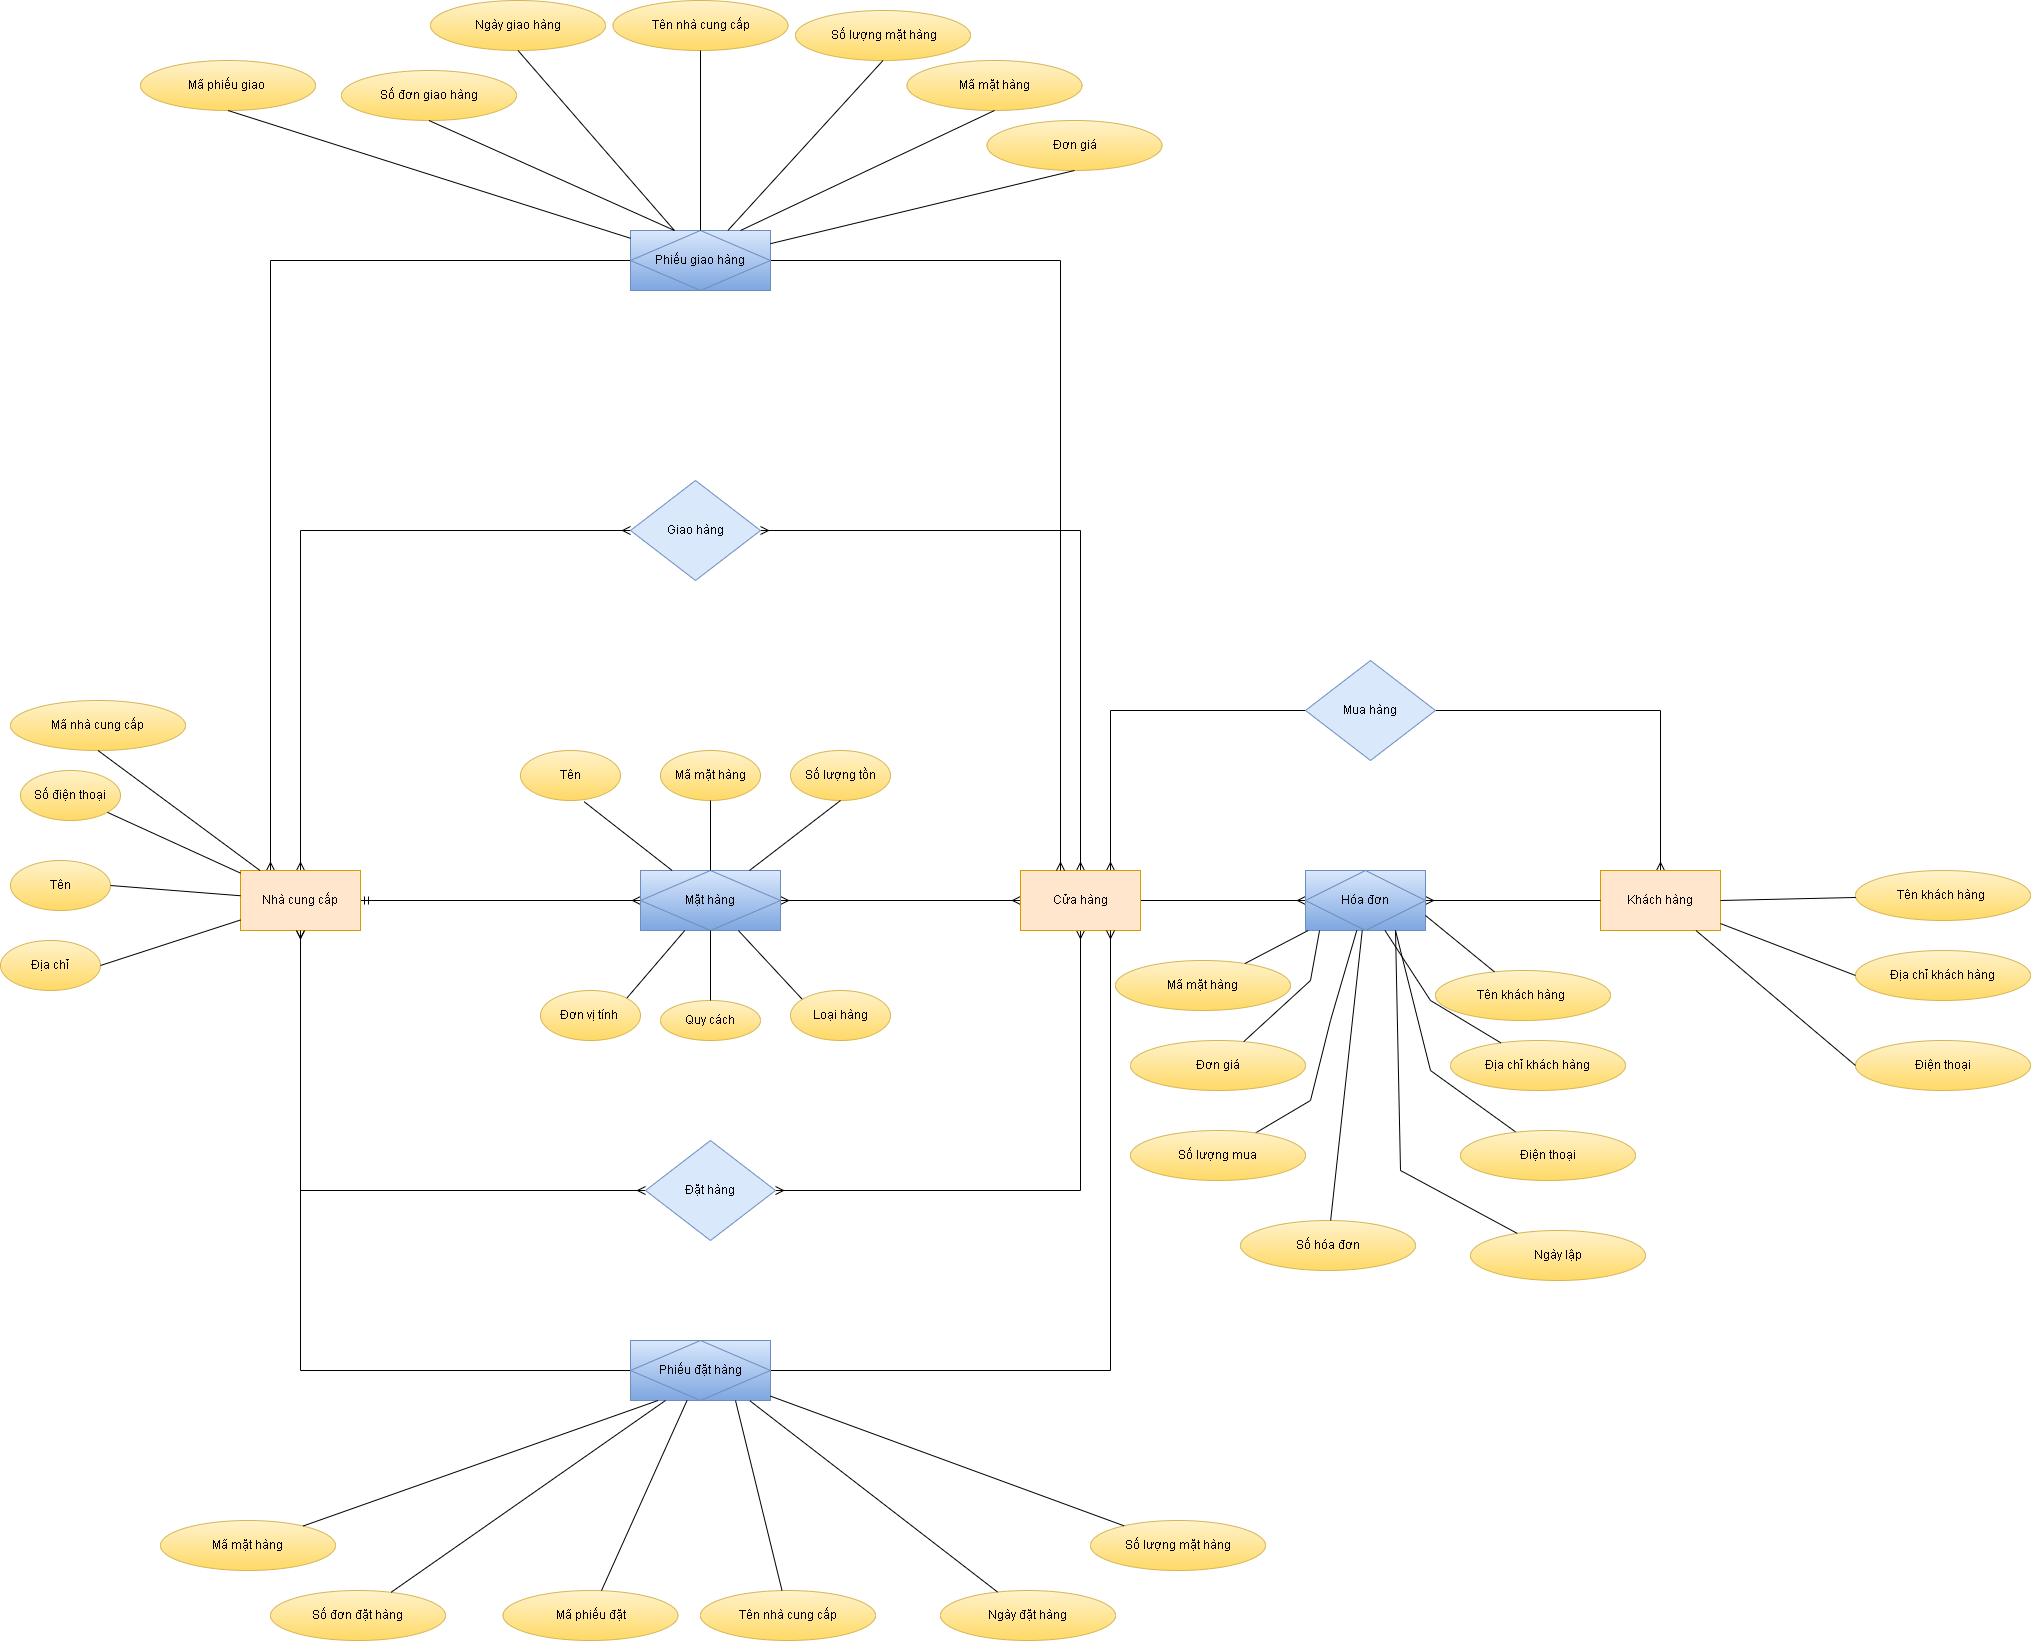 Ngày giao hàng
Tên nhà cung cấp
Số lượng mặt hàng
Mã phiếu giao
Số đơn giao hàng
Mã mặt hàng
Đơn giá
Phiếu giao hàng
Giao hàng
Mua hàng
Mã nhà cung cấp
Số điện thoại
Tên
Mã mặt hàng
Số lượng tồn
Tên
Địa chỉ
Nhà cung cấp
Mặt hàng
Cửa hàng
Hóa đơn
Khách hàng
Tên khách hàng
Địa chỉ khách hàng
Điện thoại
Đơn vị tính
Quy cách
Loại hàng
Mã mặt hàng
Tên khách hàng
Đơn giá
Địa chỉ khách hàng
Số lượng mua
Điện thoại
Số hóa đơn
Ngày lập
Đặt hàng
Phiếu đặt hàng
Mã mặt hàng
Số lượng mặt hàng
Số đơn đặt hàng
Mã phiếu đặt
Tên nhà cung cấp
Ngày đặt hàng